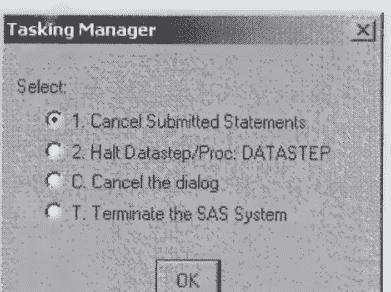 Tasking Manager
Select:
1. Cancel Submitted Statements
2. Halt Datastep/Proc: DATASTEP
C. Cancel the dialog
T. Terminate the SAS System
OK